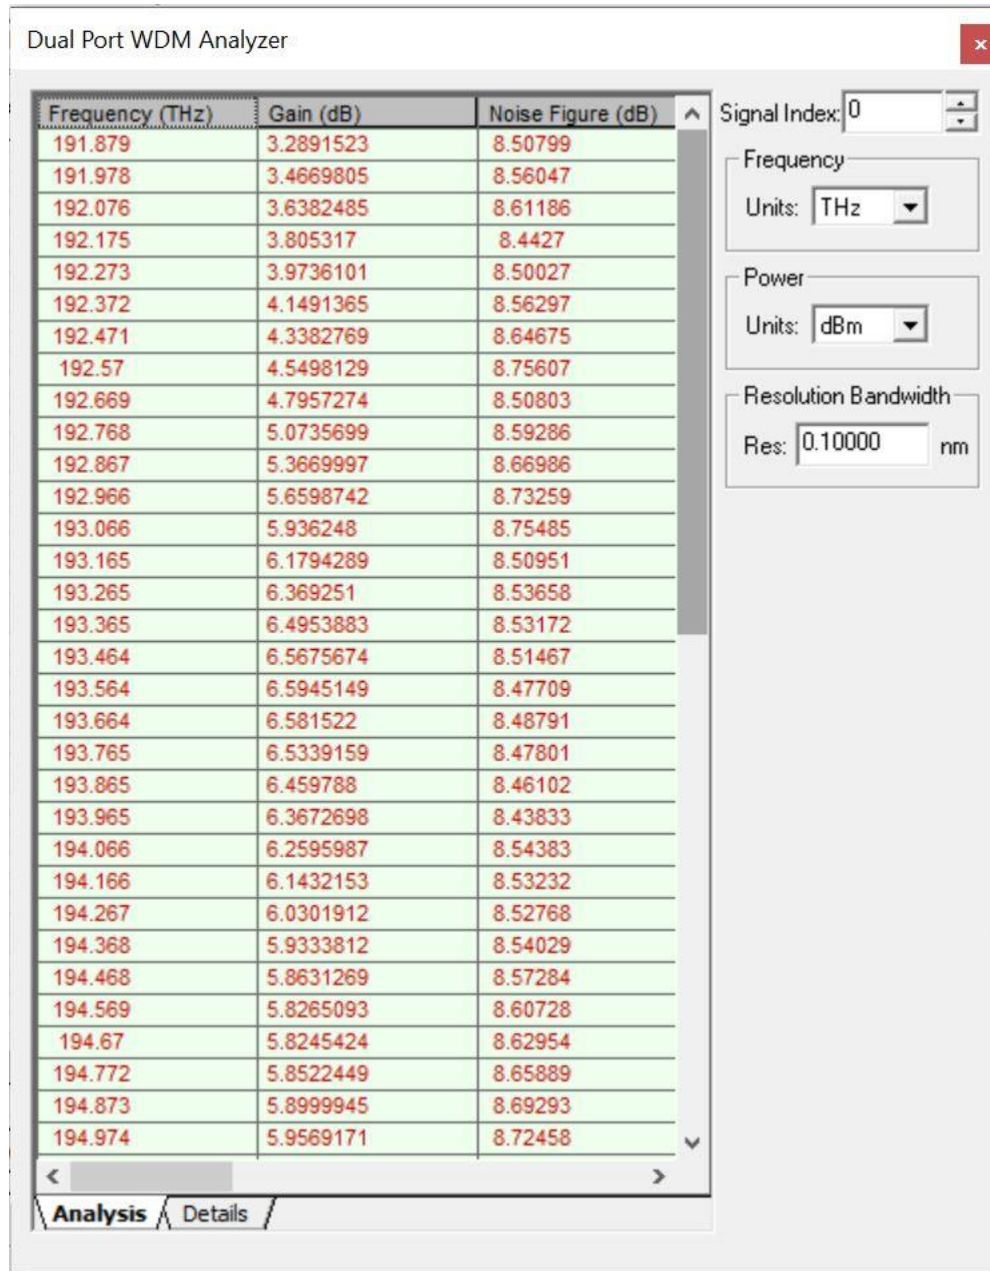 Dual Port WDM Analyzer
x
Frequency (THz) Gain (dB) Noise Figure (dB)
191.879 3.2891523 8.50799
191.978 3.4669805 8.56047
192.076 3.6382485 8.61186
192.175 3.805317 8.4427
192.273 3.9736101 8.50027
192.372 4.1491365 8.56297
192.471 4.3382769 8.64675
192.57 4.5498129 8.75607
192.669 4.7957274 8.50803
192.768 5.0735699 8.59286
192.867 5.3669997 8.66986
192.966 5.6598742 8.73259
193.066 5.936248 8.75485
193.165 6.1794289 8.50951
193.265 6.369251 8.53658
193.365 6.4953883 8.53172
193.464 6.5675674 8.51467
193.564 6.5945149 8.47709
193.664 6.581522 8.48791
193.765 6.5339159 8.47801
193.865 6.459788 8.46102
193.965 6.3672698 8.43833
194.066 6.2595987 8.54383
194.166 6.1432153 8.53232
194.267 6.0301912 8.52768
194.368 5.9333812 8.54029
194.468 5.8631269 8.57284
194.569 5.8265093 8.60728
194.67 5.8245424 8.62954
194.772 5.8522449 8.65889
194.873 5.8999945 8.69293
194.974 5.9569171 8.72458
Analysis Details
Signal Index: 0
Frequency
Units: THz
Power
Units: dBm
Resolution Bandwidth
Res: 0.10000 nm